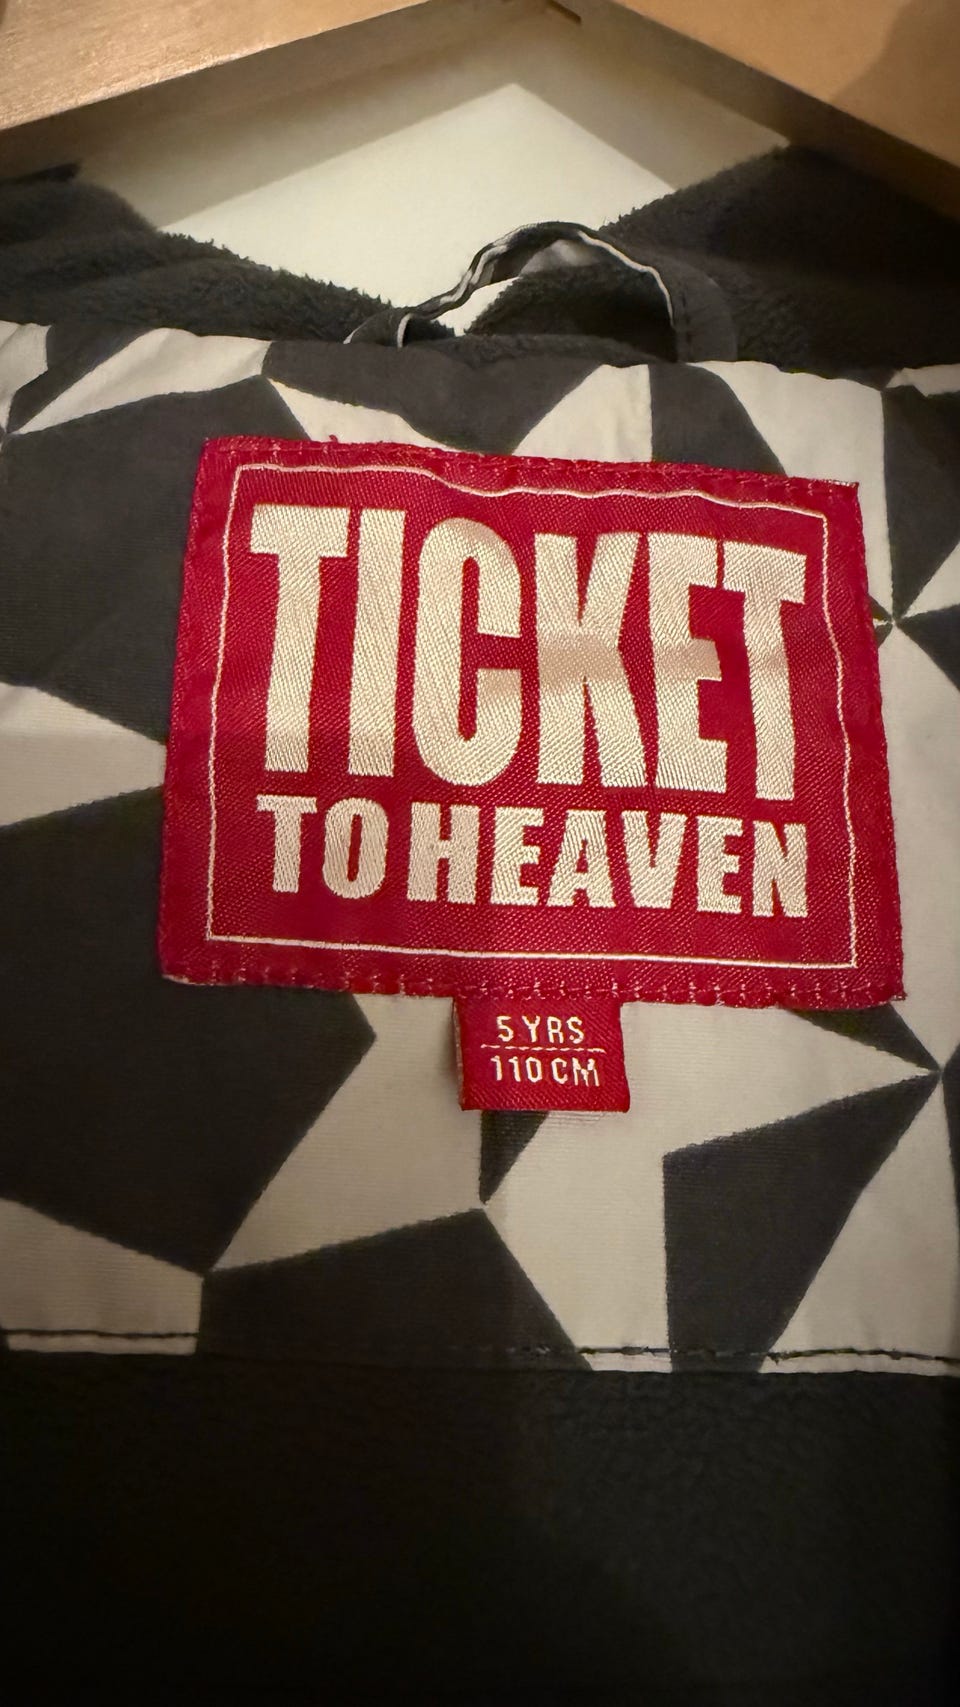 TICKET
TO HEAVEN
5 YRS
110 CM